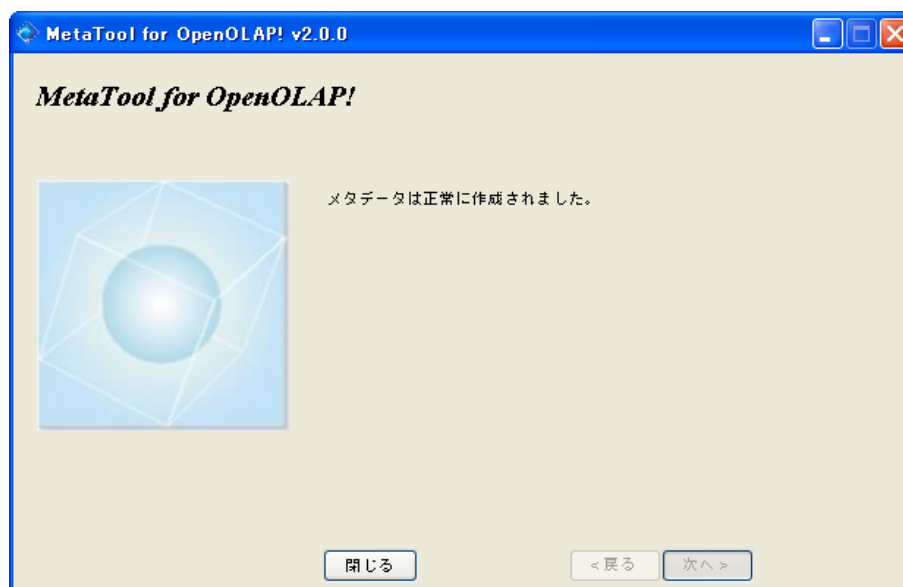 MetaTool for OpenOLAP! v2.0.0
MetaTool for OpenOLAP!
メタデータは正常に作成されました。
閉じる
<戻る
次へ>